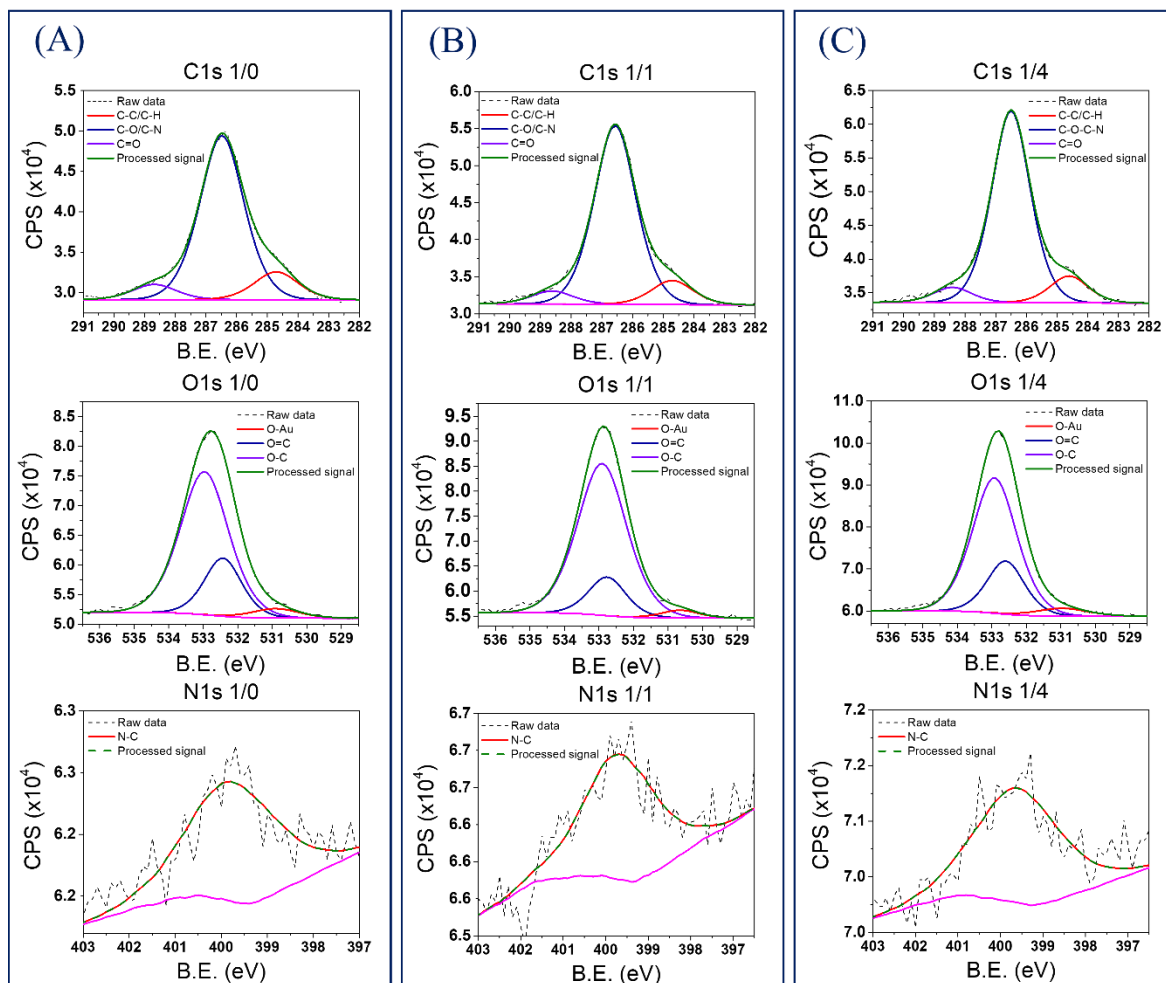 (A)
C1s 1/0
Raw data
C-C/C-H
C-O/C-N
C=O
Processed signal
CPS (x10⁴)
5.5
5.0
4.5
4.0
3.5
3.0
291 290 289 288 287 286 285 284 283 282
B.E. (eV)
O1s 1/0
Raw data
O-Au
O=C
O-C
Processed signal
CPS (x10⁴)
8.5
8.0
7.5
7.0
6.5
6.0
5.5
5.0
536 535 534 533 532 531 530 529
B.E. (eV)
N1s 1/0
Raw data
N-C
Processed signal
CPS (x10⁴)
6.3
6.3
6.2
6.2
403 402 401 400 399 398 397
B.E. (eV)
(B)
C1s 1/1
Raw data
C-C/C-H
C-O/C-N
C=O
Processed signal
CPS (x10⁴)
6.0
5.5
5.0
4.5
4.0
3.5
3.0
291 290 289 288 287 286 285 284 283 282
B.E. (eV)
O1s 1/1
Raw data
O-Au
O=C
O-C
Processed signal
CPS (x10⁴)
9.5
9.0
8.5
8.0
7.5
7.0
6.5
6.0
5.5
536 535 534 533 532 531 530 529
B.E. (eV)
N1s 1/1
Raw data
N-C
Processed signal
CPS (x10⁴)
6.7
6.7
6.7
6.6
6.6
6.6
6.5
403 402 401 400 399 398 397
B.E. (eV)
(C)
C1s 1/4
Raw data
C-C/C-H
C-O-C-N
C=O
Processed signal
CPS (x10⁴)
6.5
6.0
5.5
5.0
4.5
4.0
3.5
291 290 289 288 287 286 285 284 283 282
B.E. (eV)
O1s 1/4
Raw data
O-Au
O=C
O-C
Processed signal
CPS (x10⁴)
11.0
10.0
9.0
8.0
7.0
6.0
536 535 534 533 532 531 530 529
B.E. (eV)
N1s 1/4
Raw data
N-C
Processed signal
CPS (x10⁴)
7.2
7.2
7.1
7.0
7.0
403 402 401 400 399 398 397
B.E. (eV)